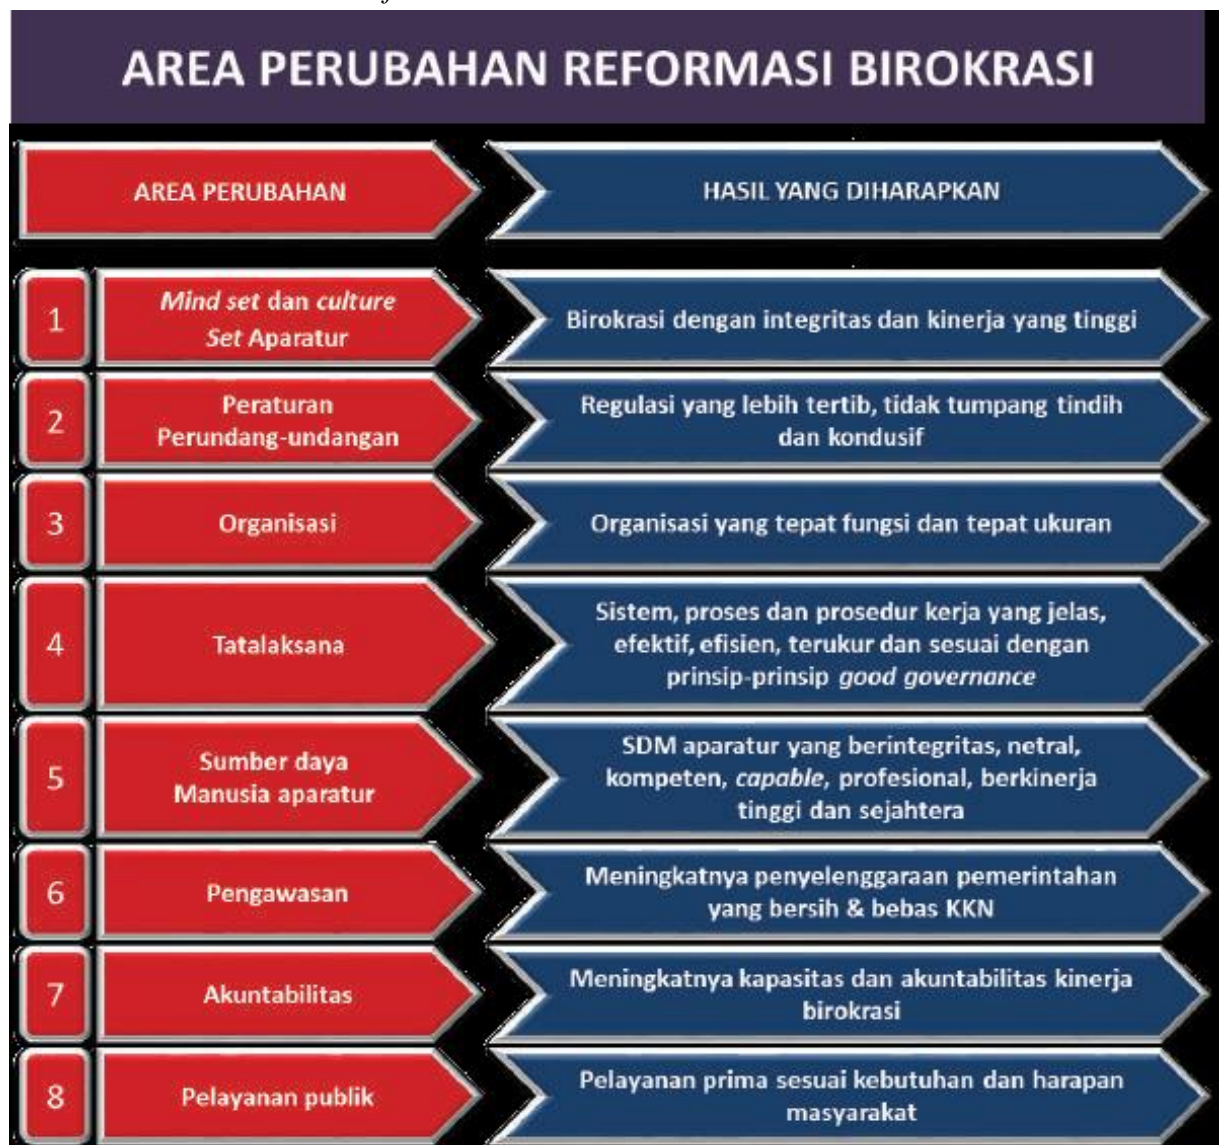 AREA PERUBAHAN REFORMASI BIROKRASI
AREA PERUBAHAN
HASIL YANG DIHARAPKAN
1
Mind set dan culture
Set Aparatur
Birokrasi dengan integritas dan kinerja yang tinggi
2
Peraturan
Perundang-undangan
Regulasi yang lebih tertib, tidak tumpang tindih
dan kondusif
3
Organisasi
Organisasi yang tepat fungsi dan tepat ukuran
4
Tatalaksana
Sistem, proses dan prosedur kerja yang jelas,
efektif, efisien, terukur dan sesuai dengan
prinsip-prinsip good governance
5
Sumber daya
Manusia aparatur
SDM aparatur yang berintegritas, netral,
kompeten, capable, profesional, berkinerja
tinggi dan sejahtera
6
Pengawasan
Meningkatnya penyelenggaraan pemerintahan
yang bersih & bebas KKN
7
Akuntabilitas
Meningkatnya kapasitas dan akuntabilitas kinerja
birokrasi
8
Pelayanan publik
Pelayanan prima sesuai kebutuhan dan harapan
masyarakat